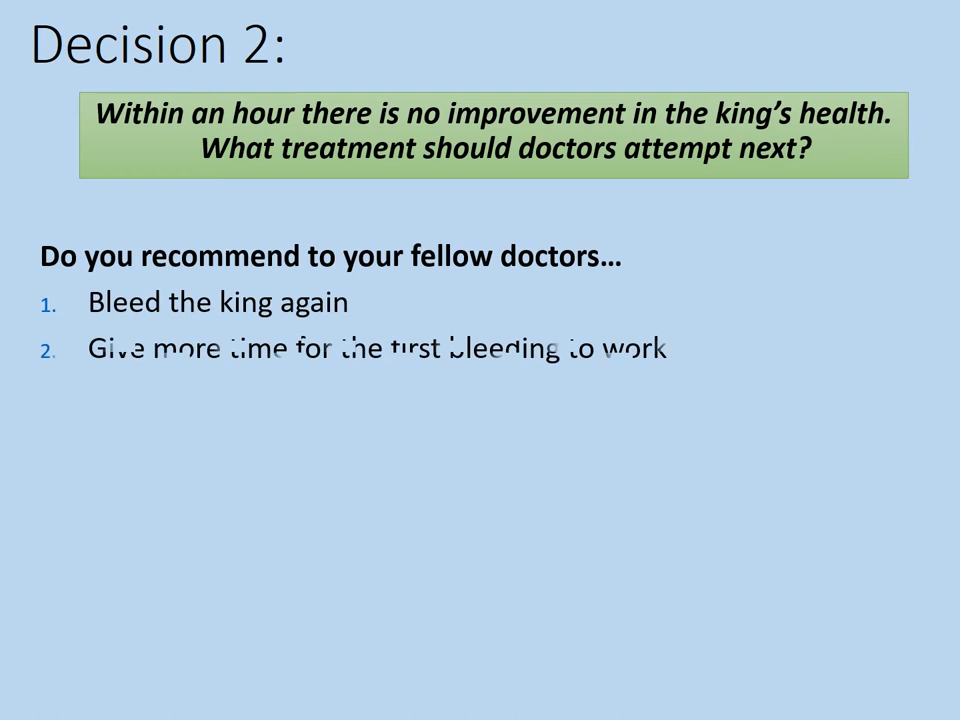 Decision 2:
Within an hour there is no improvement in the king's health.
What treatment should doctors attempt next?
Do you recommend to your fellow doctors…
1. Bleed the king again
2. Give more time for the first bleeding to work